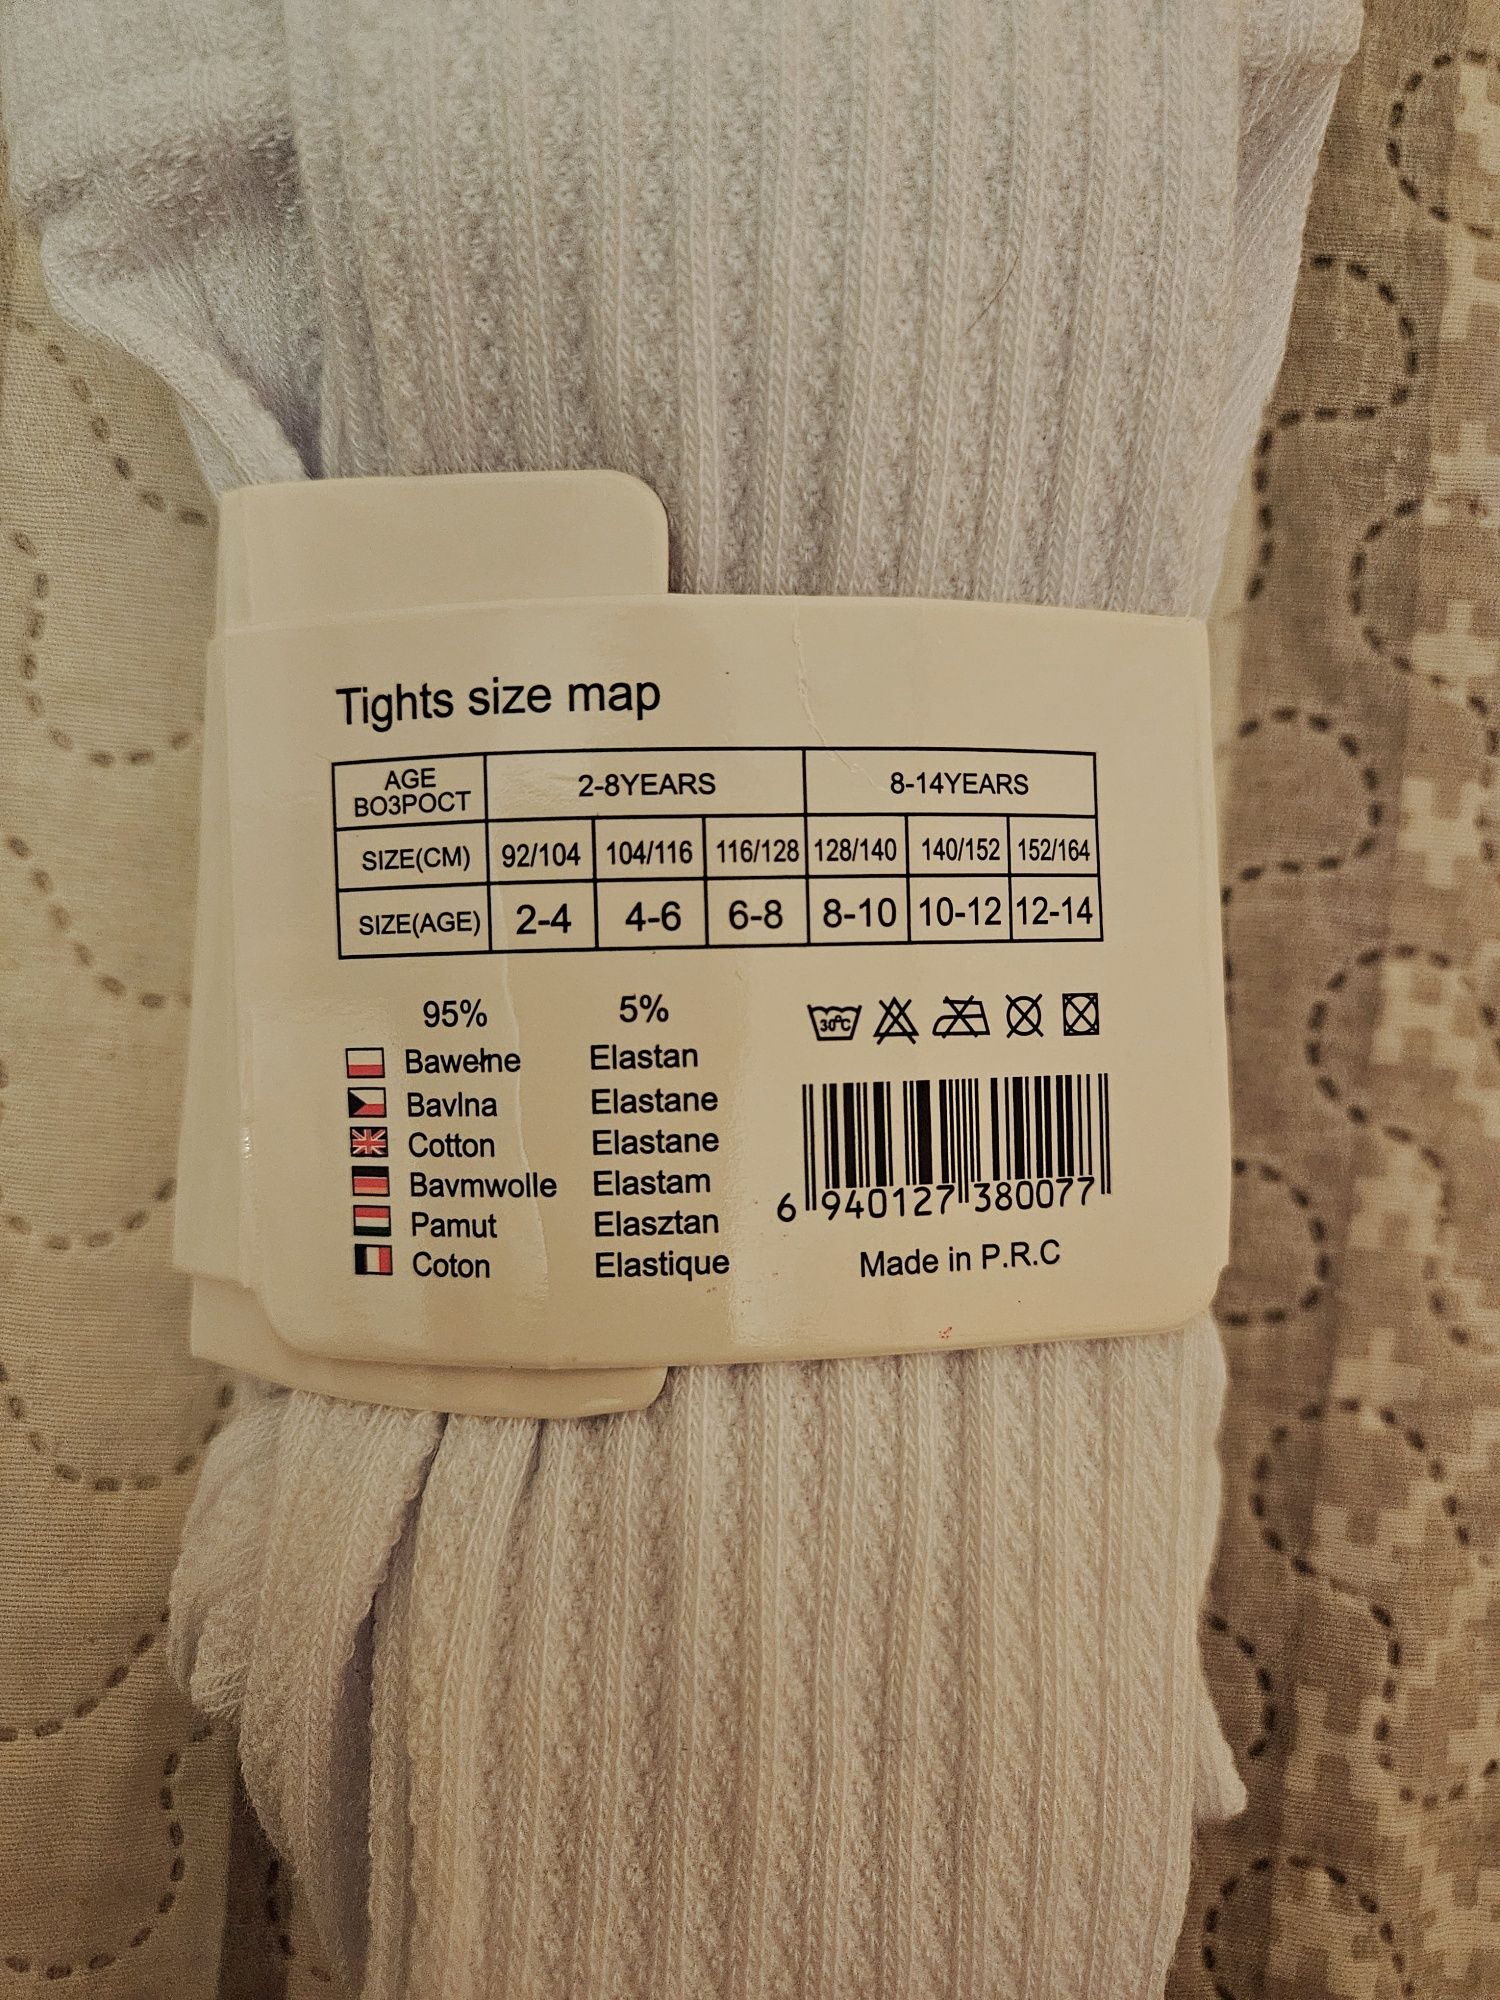 Tights size map
AGE 2-8YEARS 8-14YEARS
ВОЗРОСТ
SIZE(CM) 92/104 104/116 116/128 128/140 140/152 152/164
SIZE(AGE) 2-4 4-6 6-8 8-10 10-12 12-14
95% 5%
Bawełne Elastan
Bavlna Elastane
Cotton Elastane
Bavmwolle Elastam
Pamut Elasztan
Coton Elastique
30°C
6 940127 380077
Made in P.R.C